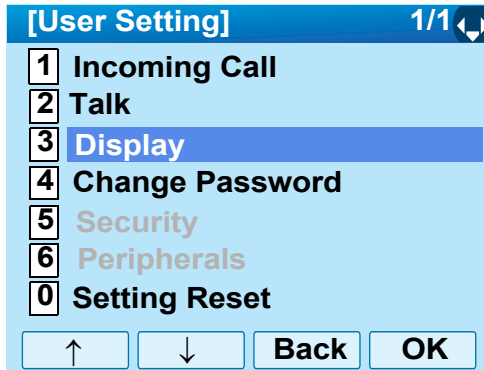 [User Setting] 1/1
1 Incoming Call
2 Talk
3 Display
4 Change Password
5 Security
6 Peripherals
0 Setting Reset
↑ ↓ Back OK